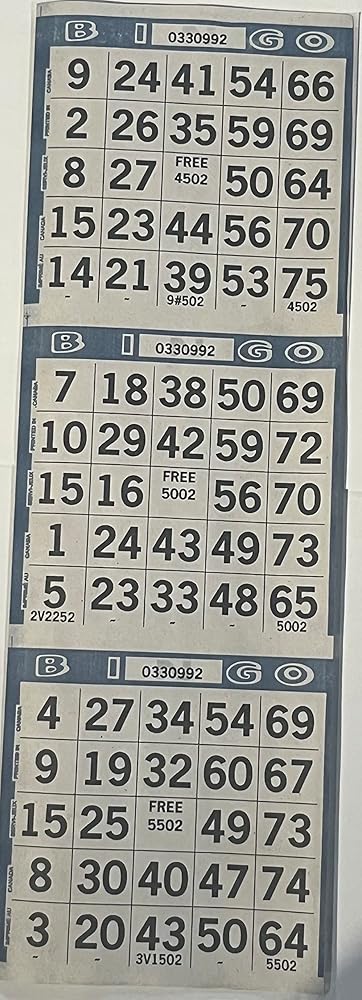 B I 0330992 G O
9 24 41 54 66
2 26 35 59 69
8 27 FREE 4502 50 64
15 23 44 56 70
14 21 39 53 75
9#502 4502
B I 0330992 G O
7 18 38 50 69
10 29 42 59 72
15 16 FREE 5002 56 70
1 24 43 49 73
5 23 33 48 65
2V2252 5002
B I 0330992 G O
4 27 34 54 69
9 19 32 60 67
15 25 FREE 5502 49 73
8 30 40 47 74
3 20 43 50 64
3V1502 5502